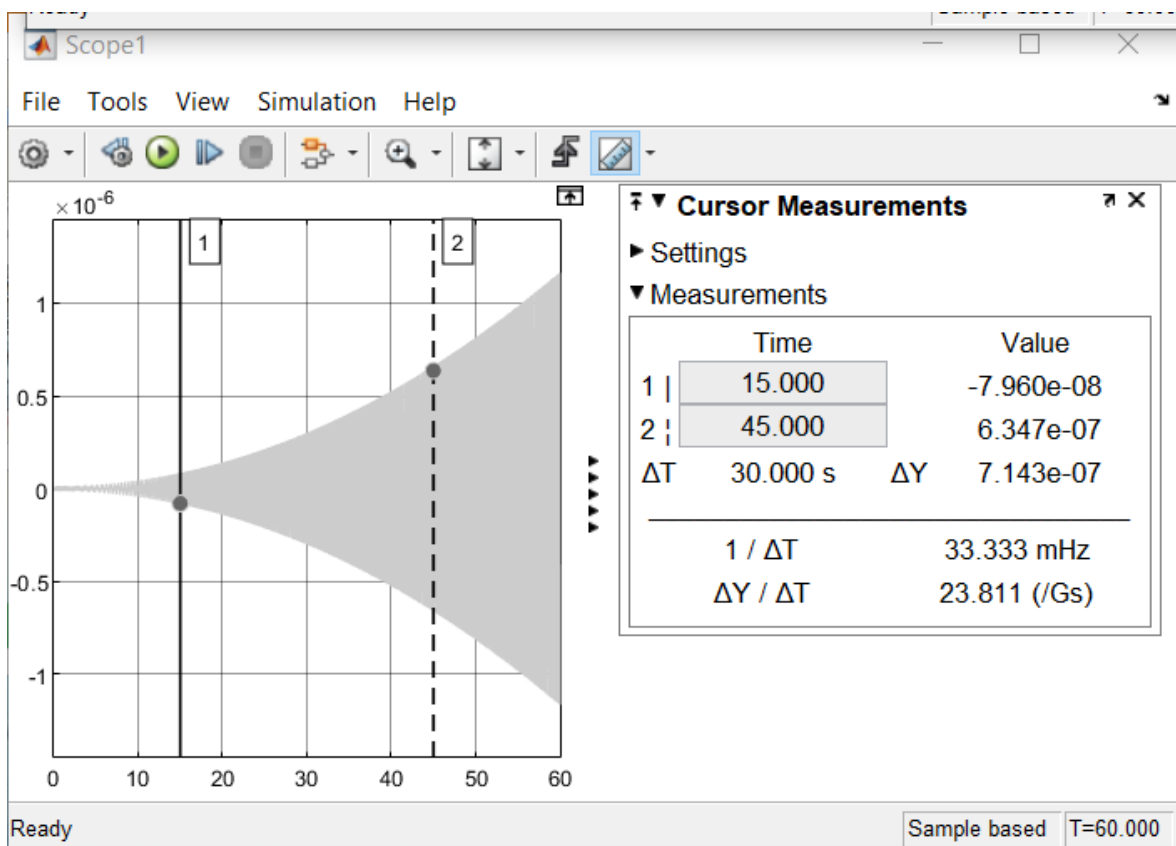 Scope1
File Tools View Simulation Help
×10⁻⁶
1
0.5
0
-0.5
-1
0 10 20 30 40 50 60
1
2
Cursor Measurements
Settings
Measurements
Time Value
1 | 15.000 -7.960e-08
2 ¦ 45.000 6.347e-07
ΔT 30.000 s ΔY 7.143e-07
1 / ΔT 33.333 mHz
ΔY / ΔT 23.811 (/Gs)
Ready Sample based T=60.000